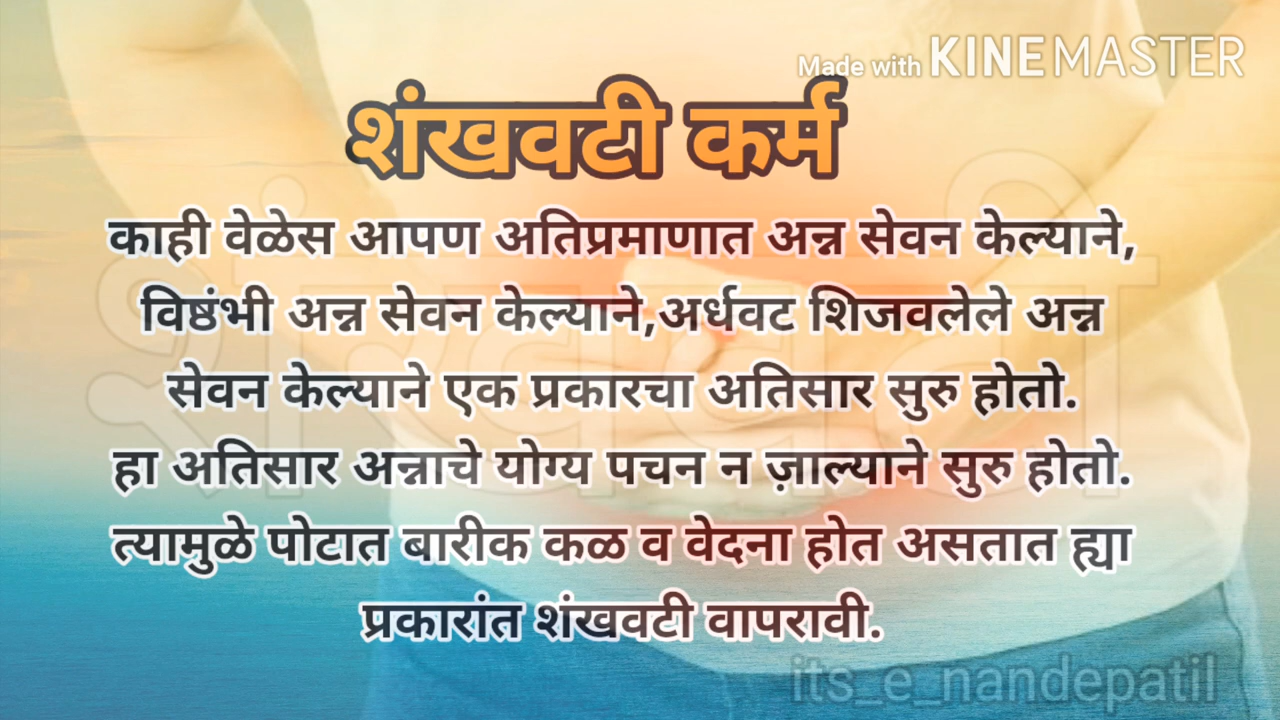 Made with KINEMASTER
शंखवटी कर्म
काही वेळेस आपण अतिप्रमाणात अन्न सेवन केल्याने,
विष्ठंभी अन्न सेवन केल्याने,अर्धवट शिजवलेले अन्न
सेवन केल्याने एक प्रकारचा अतिसार सुरु होतो.
हा अतिसार अन्नाचे योग्य पचन न ज़ाल्याने सुरु होतो.
त्यामुळे पोटात बारीक कळ व वेदना होत असतात ह्या
प्रकारांत शंखवटी वापरावी.
शंखवटी
its_e_nandepatil